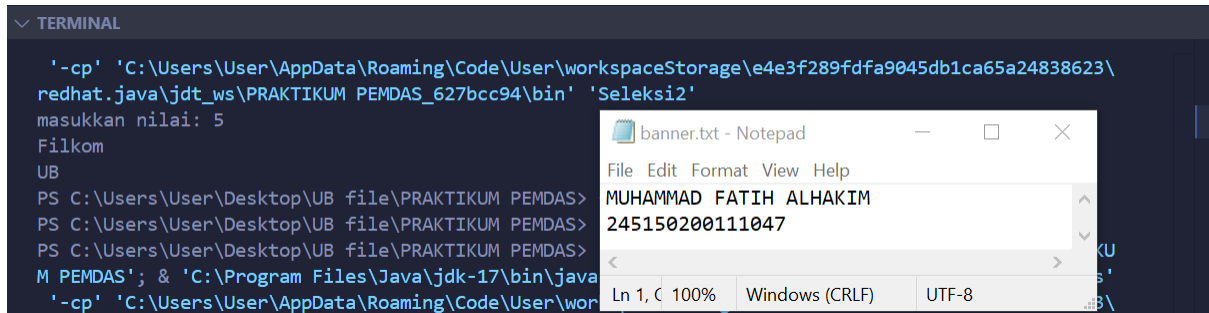 TERMINAL
'-cp' 'C:\Users\User\AppData\Roaming\Code\User\workspaceStorage\e4e3f289fdfa9045db1ca65a24838623\
redhat.java\jdt_ws\PRAKTIKUM PEMDAS_627bcc94\bin' 'Seleksi2'
masukkan nilai: 5
Filkom
UB
PS C:\Users\User\Desktop\UB file\PRAKTIKUM PEMDAS>
PS C:\Users\User\Desktop\UB file\PRAKTIKUM PEMDAS>
PS C:\Users\User\Desktop\UB file\PRAKTIKUM PEMDAS> KU
M PEMDAS'; & 'C:\Program Files\Java\jdk-17\bin\java s'
'-cp' 'C:\Users\User\AppData\Roaming\Code\User\wor 3\
banner.txt - Notepad
File Edit Format View Help
MUHAMMAD FATIH ALHAKIM
245150200111047
Ln 1, C 100% Windows (CRLF) UTF-8